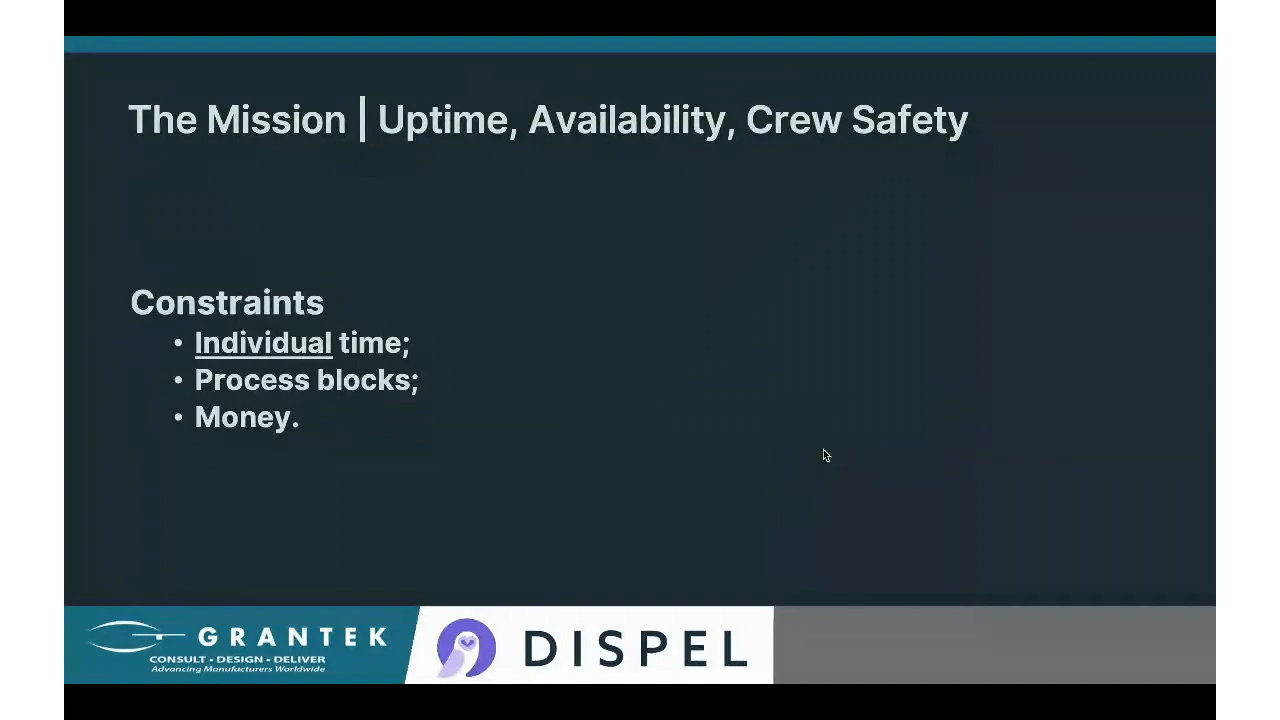 The Mission | Uptime, Availability, Crew Safety
Constraints
• Individual time;
• Process blocks;
• Money.
GRANTEK
CONSULT • DESIGN • DELIVER
Advancing Manufacturers Worldwide
DISPEL